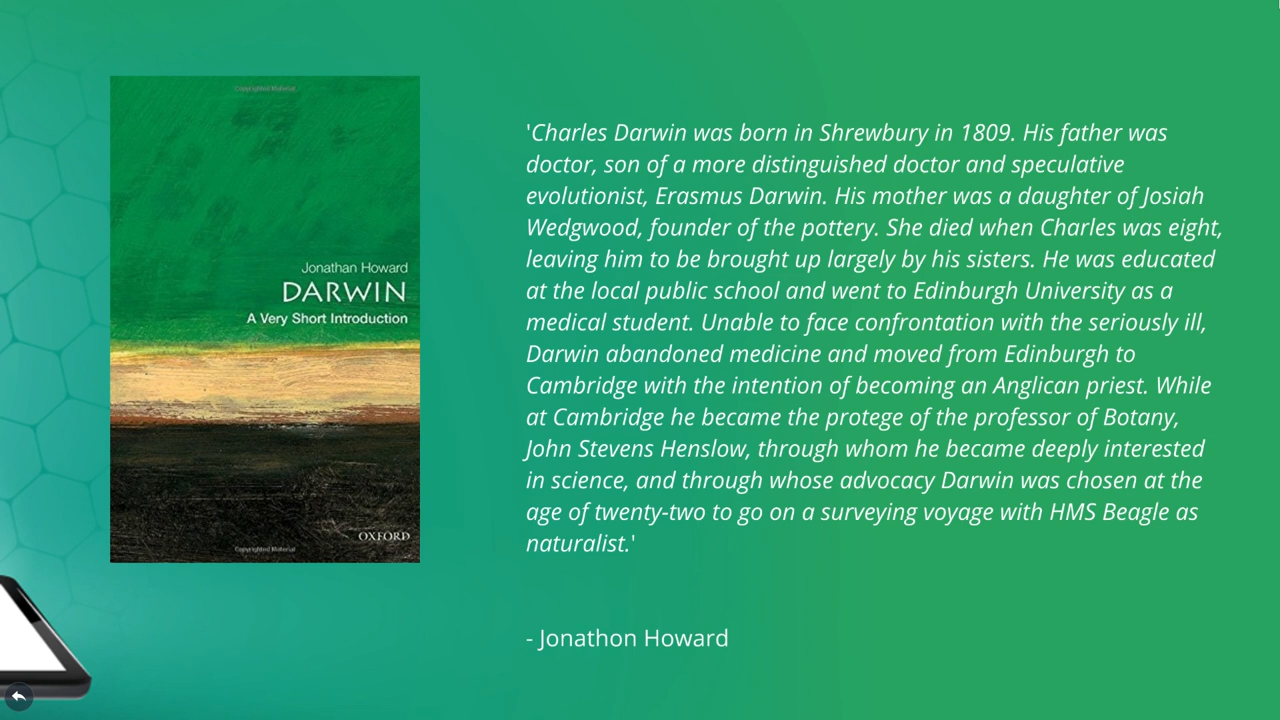 Copyrighted Material
Jonathan Howard
DARWIN
A Very Short Introduction
OXFORD
Copyrighted Material
'Charles Darwin was born in Shrewbury in 1809. His father was
doctor, son of a more distinguished doctor and speculative
evolutionist, Erasmus Darwin. His mother was a daughter of Josiah
Wedgwood, founder of the pottery. She died when Charles was eight,
leaving him to be brought up largely by his sisters. He was educated
at the local public school and went to Edinburgh University as a
medical student. Unable to face confrontation with the seriously ill,
Darwin abandoned medicine and moved from Edinburgh to
Cambridge with the intention of becoming an Anglican priest. While
at Cambridge he became the protege of the professor of Botany,
John Stevens Henslow, through whom he became deeply interested
in science, and through whose advocacy Darwin was chosen at the
age of twenty-two to go on a surveying voyage with HMS Beagle as
naturalist.'
- Jonathon Howard